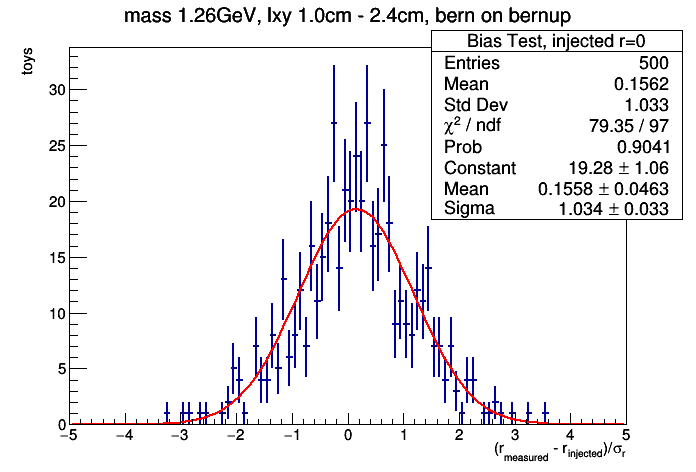 mass 1.26GeV, lxy 1.0cm - 2.4cm, bern on bernup
Bias Test, injected r=0
Entries 500
Mean 0.1562
Std Dev 1.033
χ² / ndf 79.35 / 97
Prob 0.9041
Constant 19.28 ± 1.06
Mean 0.1558 ± 0.0463
Sigma 1.034 ± 0.033
toys
30
25
20
15
10
5
0
−5 −4 −3 −2 −1 0 1 2 3 4 5
(r_measured - r_injected)/σ_r